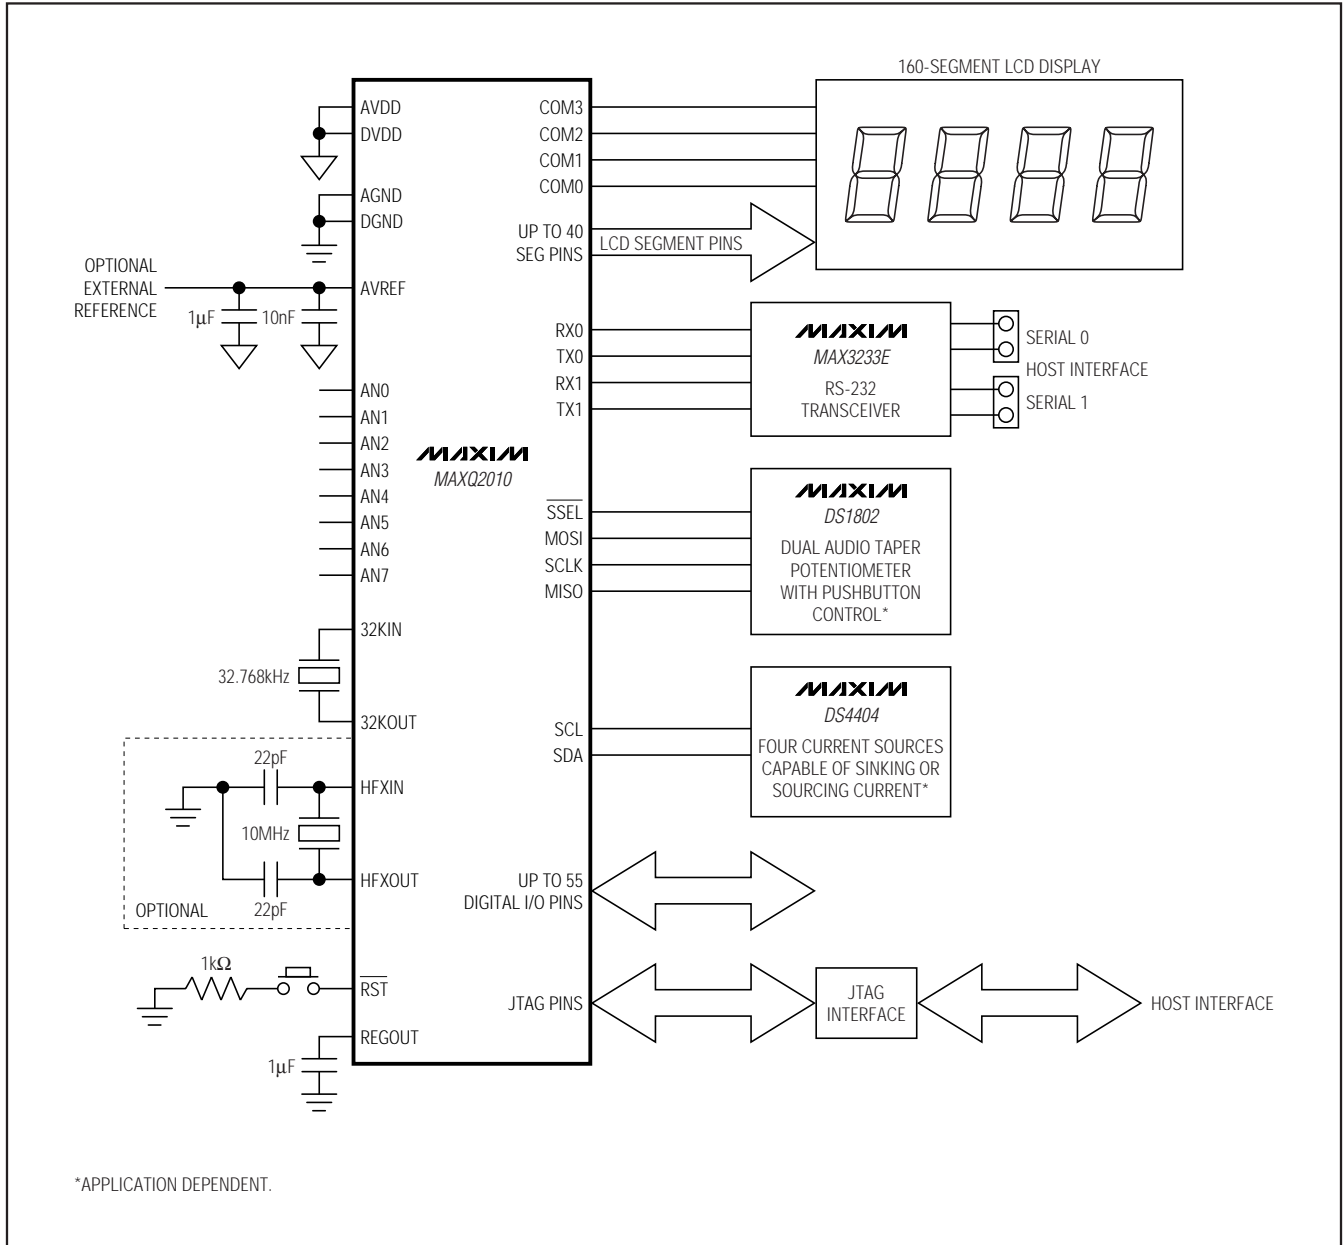 160-SEGMENT LCD DISPLAY
AVDD
DVDD
AGND
DGND
OPTIONAL
EXTERNAL
REFERENCE
AVREF
1µF
10nF
AN0
AN1
AN2
AN3
AN4
AN5
AN6
AN7
32KIN
32.768kHz
32KOUT
22pF
HFXIN
10MHz
HFXOUT
22pF
OPTIONAL
1kΩ
RST
REGOUT
1µF
MAXIM
MAXQ2010
COM3
COM2
COM1
COM0
UP TO 40
SEG PINS
LCD SEGMENT PINS
RX0
TX0
RX1
TX1
MAXIM
MAX3233E
RS-232
TRANSCEIVER
SERIAL 0
HOST INTERFACE
SERIAL 1
SSEL
MOSI
SCLK
MISO
MAXIM
DS1802
DUAL AUDIO TAPER
POTENTIOMETER
WITH PUSHBUTTON
CONTROL*
SCL
SDA
MAXIM
DS4404
FOUR CURRENT SOURCES
CAPABLE OF SINKING OR
SOURCING CURRENT*
UP TO 55
DIGITAL I/O PINS
JTAG PINS
JTAG
INTERFACE
HOST INTERFACE
*APPLICATION DEPENDENT.